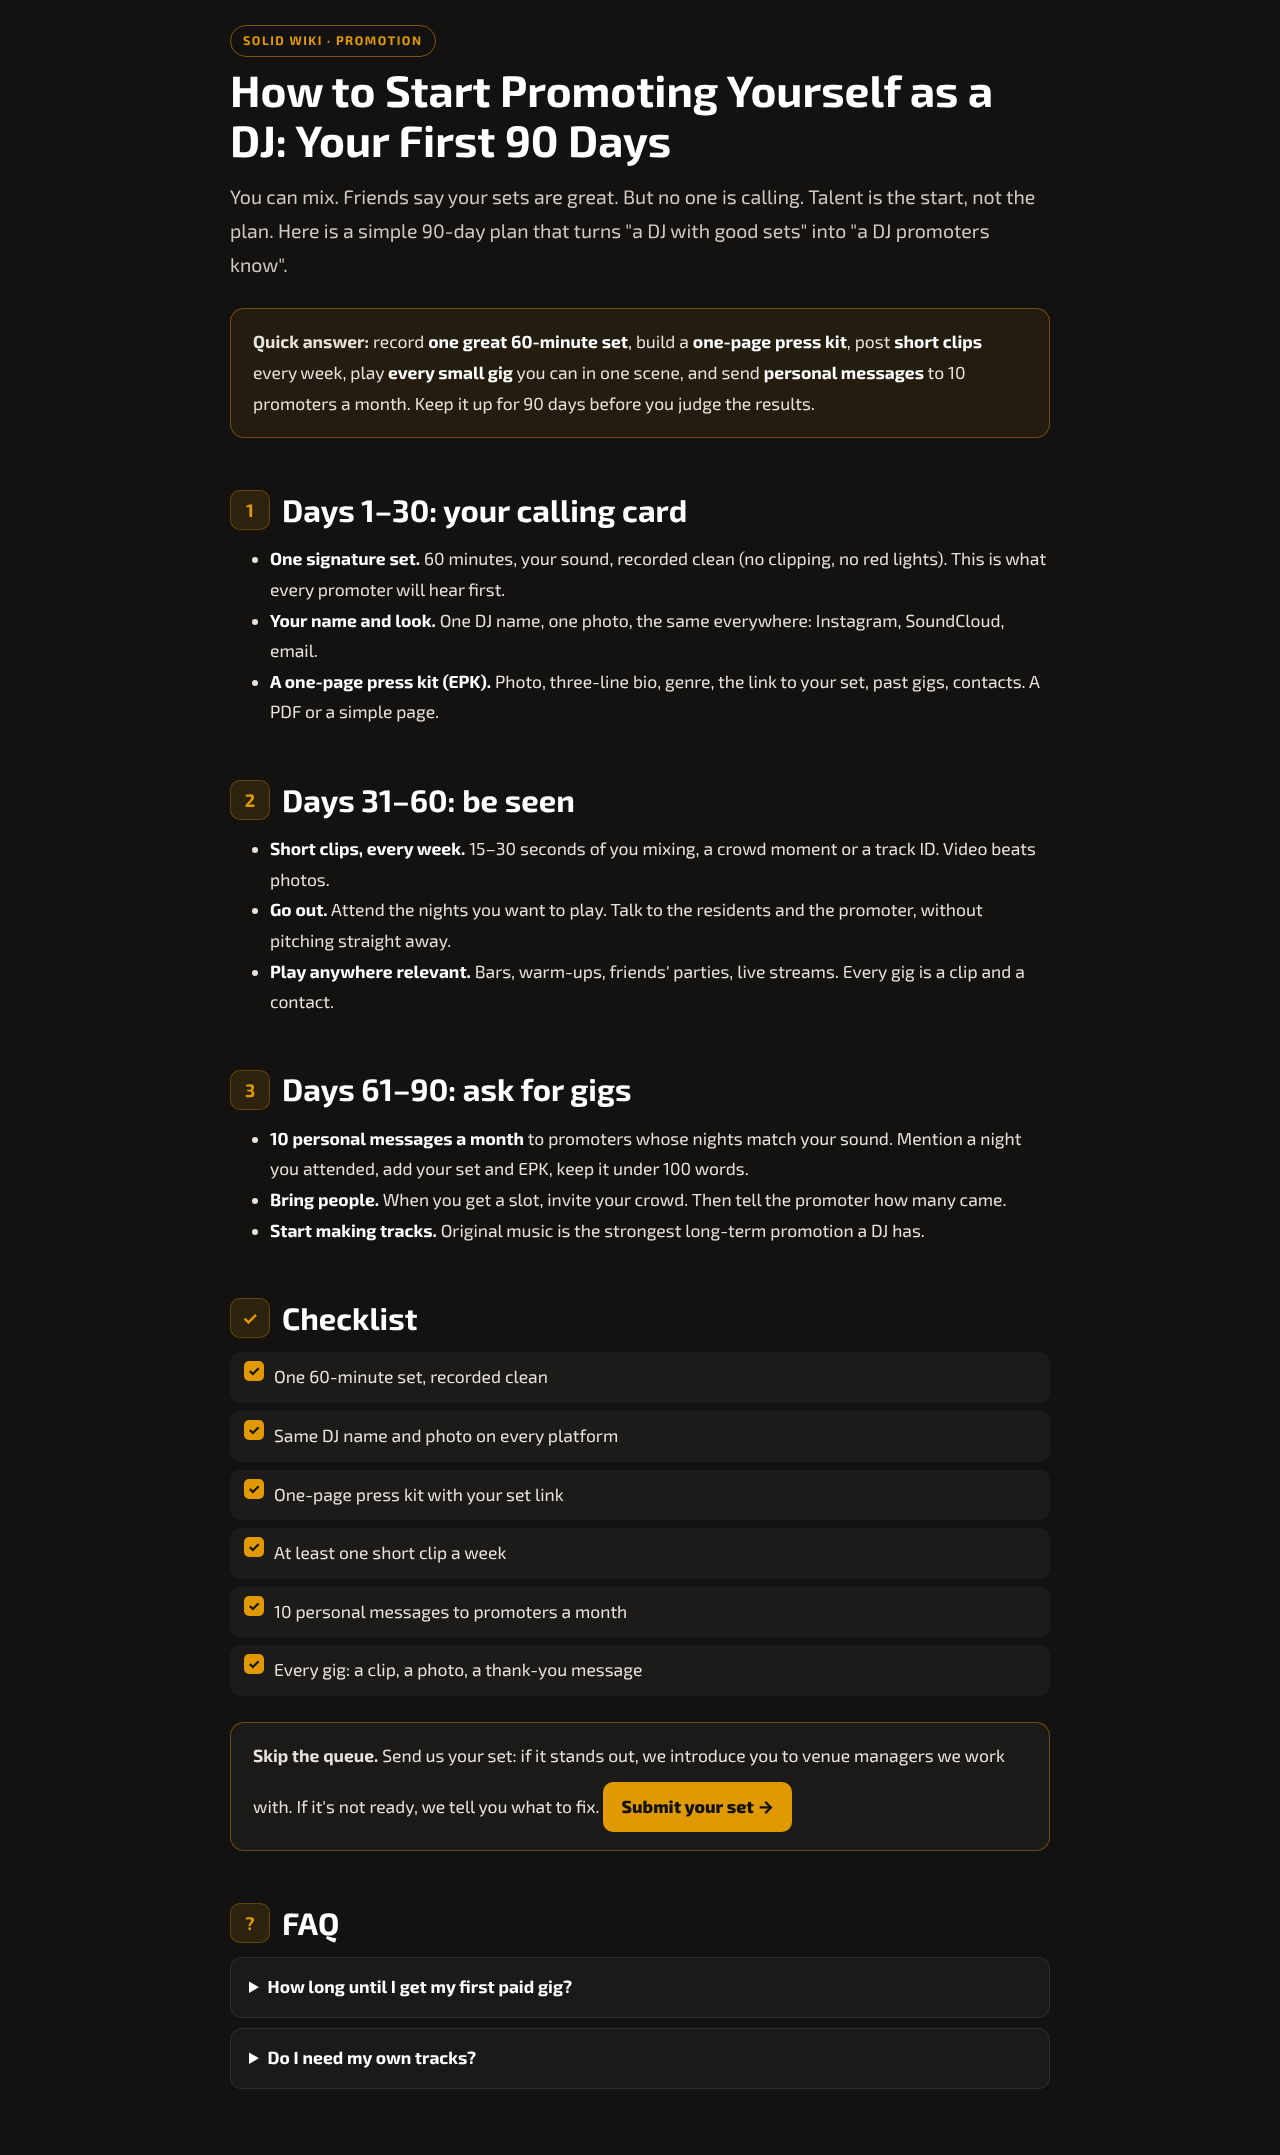 SOLID WIKI · PROMOTION
How to Start Promoting Yourself as a
DJ: Your First 90 Days
You can mix. Friends say your sets are great. But no one is calling. Talent is the start, not the
plan. Here is a simple 90-day plan that turns "a DJ with good sets" into "a DJ promoters
know".
Quick answer: record one great 60-minute set, build a one-page press kit, post short clips
every week, play every small gig you can in one scene, and send personal messages to 10
promoters a month. Keep it up for 90 days before you judge the results.
1 Days 1–30: your calling card
• One signature set. 60 minutes, your sound, recorded clean (no clipping, no red lights). This is what
every promoter will hear first.
• Your name and look. One DJ name, one photo, the same everywhere: Instagram, SoundCloud,
email.
• A one-page press kit (EPK). Photo, three-line bio, genre, the link to your set, past gigs, contacts. A
PDF or a simple page.
2 Days 31–60: be seen
• Short clips, every week. 15–30 seconds of you mixing, a crowd moment or a track ID. Video beats
photos.
• Go out. Attend the nights you want to play. Talk to the residents and the promoter, without
pitching straight away.
• Play anywhere relevant. Bars, warm-ups, friends' parties, live streams. Every gig is a clip and a
contact.
3 Days 61–90: ask for gigs
• 10 personal messages a month to promoters whose nights match your sound. Mention a night
you attended, add your set and EPK, keep it under 100 words.
• Bring people. When you get a slot, invite your crowd. Then tell the promoter how many came.
• Start making tracks. Original music is the strongest long-term promotion a DJ has.
✓ Checklist
✓ One 60-minute set, recorded clean
✓ Same DJ name and photo on every platform
✓ One-page press kit with your set link
✓ At least one short clip a week
✓ 10 personal messages to promoters a month
✓ Every gig: a clip, a photo, a thank-you message
Skip the queue. Send us your set: if it stands out, we introduce you to venue managers we work
with. If it's not ready, we tell you what to fix. Submit your set →
? FAQ
▶ How long until I get my first paid gig?
▶ Do I need my own tracks?